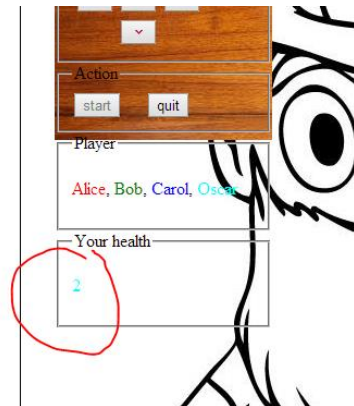 Action
start quit
Player
Alice, Bob, Carol, Oscar
Your health
2